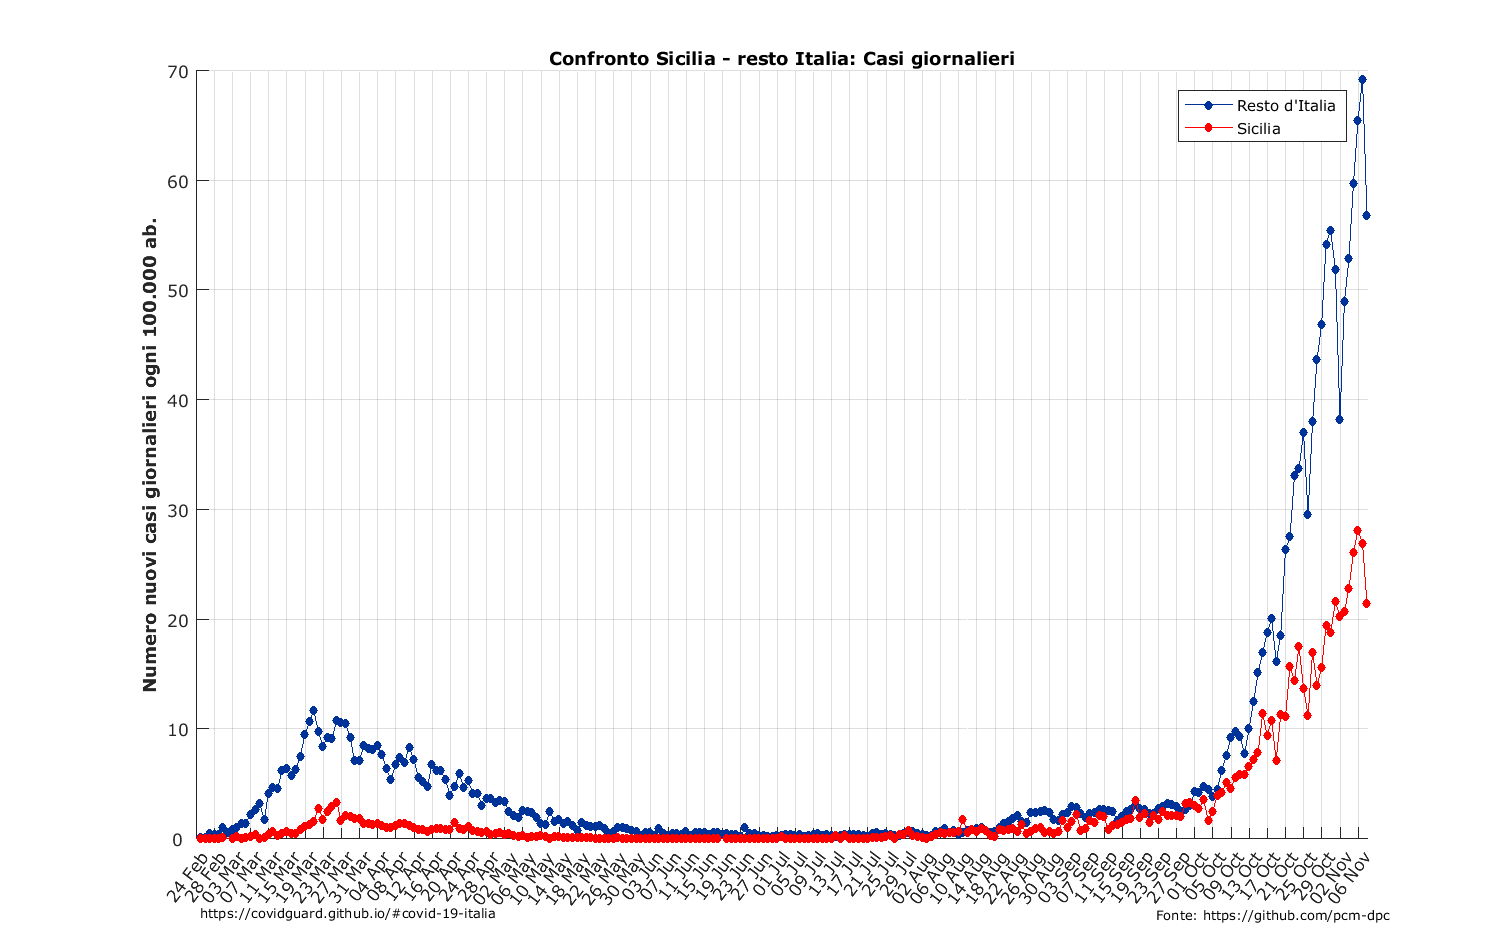 Confronto Sicilia - resto Italia: Casi giornalieri
Numero nuovi casi giornalieri ogni 100.000 ab.
70
60
50
40
30
20
10
0
Resto d'Italia
Sicilia
24 Feb
28 Feb
03 Mar
07 Mar
11 Mar
15 Mar
19 Mar
23 Mar
27 Mar
31 Mar
04 Apr
08 Apr
12 Apr
16 Apr
20 Apr
24 Apr
28 Apr
02 May
06 May
10 May
14 May
18 May
22 May
26 May
30 May
03 Jun
07 Jun
11 Jun
15 Jun
19 Jun
23 Jun
27 Jun
01 Jul
05 Jul
09 Jul
13 Jul
17 Jul
21 Jul
25 Jul
29 Jul
02 Aug
06 Aug
10 Aug
14 Aug
18 Aug
22 Aug
26 Aug
30 Aug
03 Sep
07 Sep
11 Sep
15 Sep
19 Sep
23 Sep
27 Sep
01 Oct
05 Oct
09 Oct
13 Oct
17 Oct
21 Oct
25 Oct
29 Oct
02 Nov
06 Nov
https://covidguard.github.io/#covid-19-italia
Fonte: https://github.com/pcm-dpc